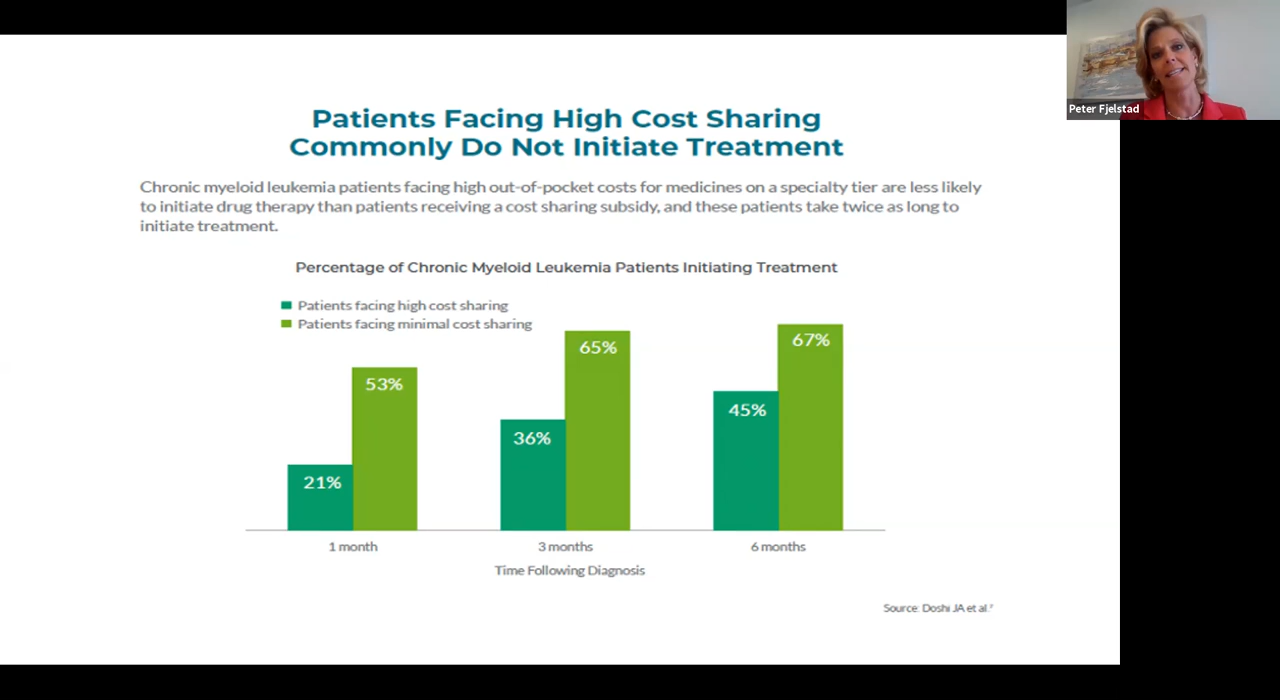 Peter Fjelstad
Patients Facing High Cost Sharing
Commonly Do Not Initiate Treatment
Chronic myeloid leukemia patients facing high out-of-pocket costs for medicines on a specialty tier are less likely
to initiate drug therapy than patients receiving a cost sharing subsidy, and these patients take twice as long to
initiate treatment.
Percentage of Chronic Myeloid Leukemia Patients Initiating Treatment
Patients facing high cost sharing
Patients facing minimal cost sharing
21%
53%
36%
65%
45%
67%
1 month
3 months
6 months
Time Following Diagnosis
Source: Doshi JA et al.